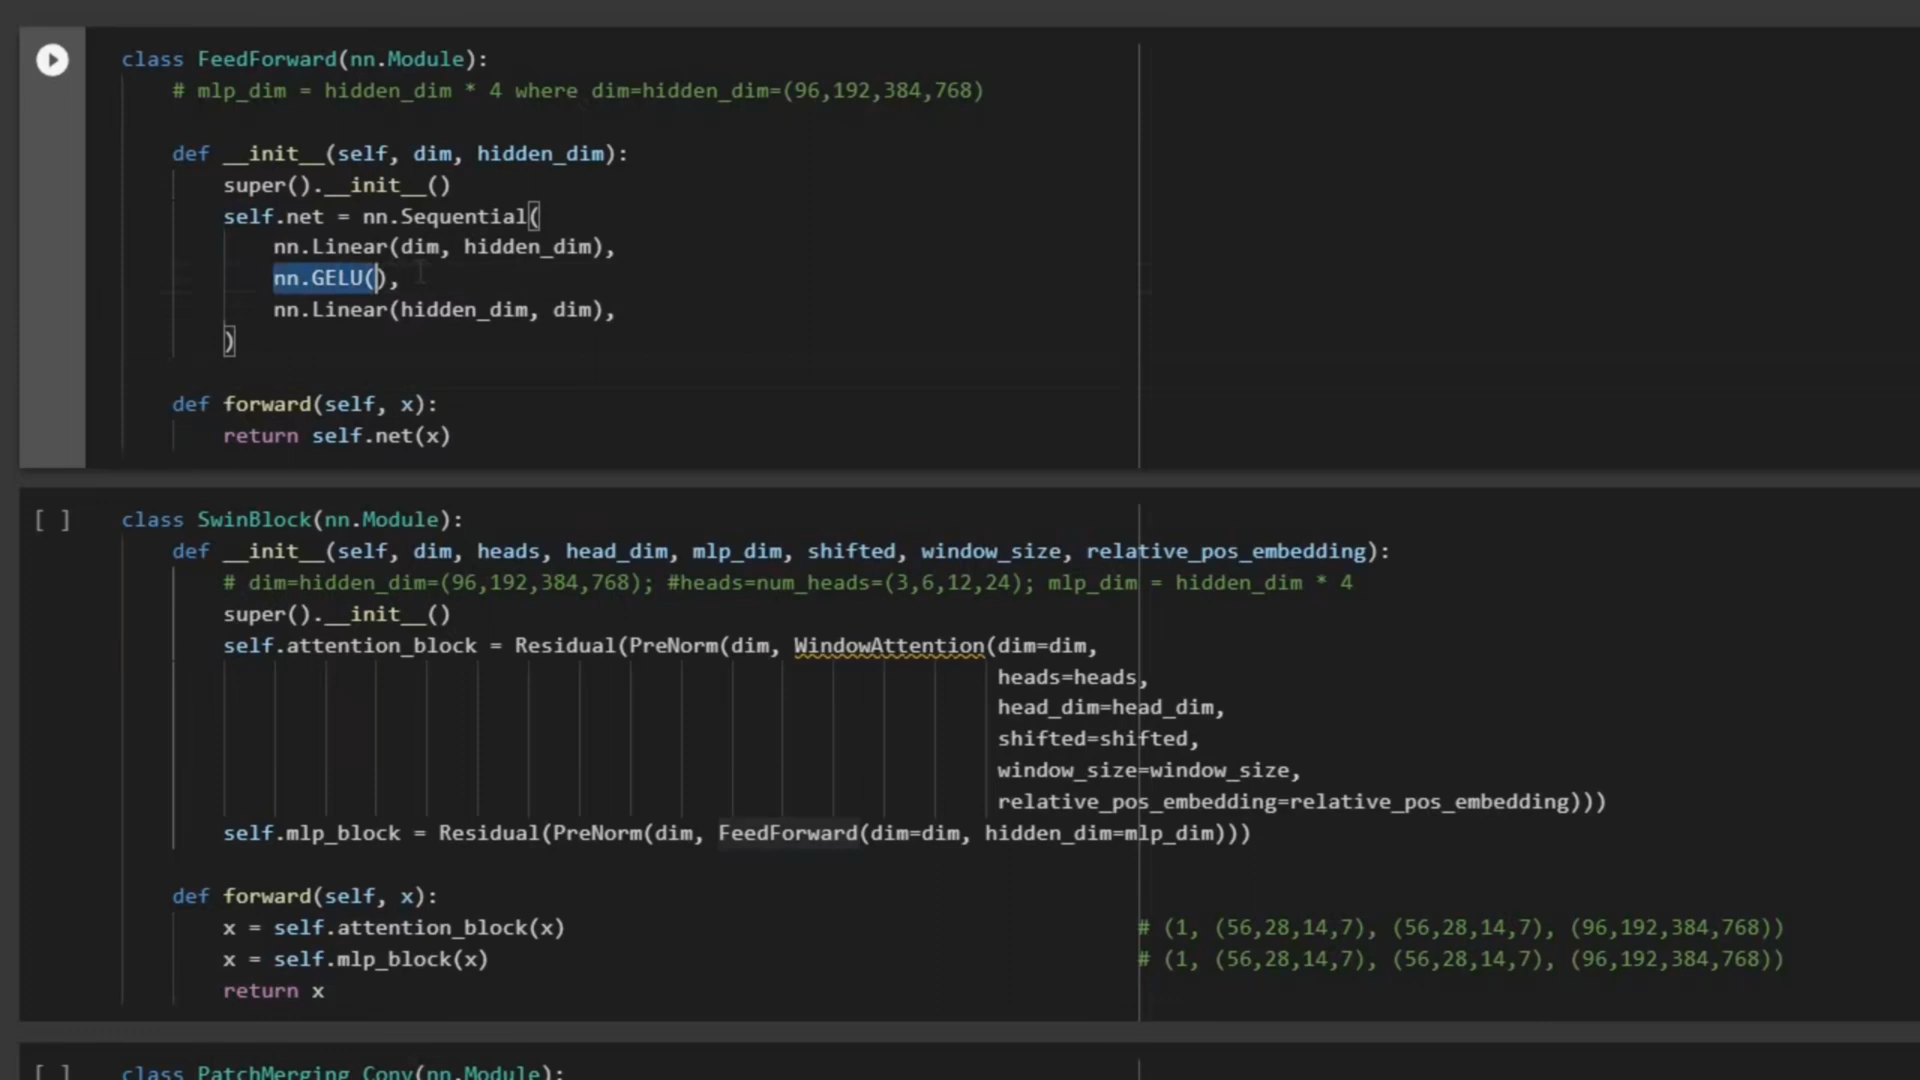 class FeedForward(nn.Module):
# mlp_dim = hidden_dim * 4 where dim=hidden_dim=(96,192,384,768)
def __init__(self, dim, hidden_dim):
super().__init__()
self.net = nn.Sequential(
nn.Linear(dim, hidden_dim),
nn.GELU(),
nn.Linear(hidden_dim, dim),
)
def forward(self, x):
return self.net(x)
[ ] class SwinBlock(nn.Module):
def __init__(self, dim, heads, head_dim, mlp_dim, shifted, window_size, relative_pos_embedding):
# dim=hidden_dim=(96,192,384,768); #heads=num_heads=(3,6,12,24); mlp_dim = hidden_dim * 4
super().__init__()
self.attention_block = Residual(PreNorm(dim, WindowAttention(dim=dim,
heads=heads,
head_dim=head_dim,
shifted=shifted,
window_size=window_size,
relative_pos_embedding=relative_pos_embedding)))
self.mlp_block = Residual(PreNorm(dim, FeedForward(dim=dim, hidden_dim=mlp_dim)))
def forward(self, x):
x = self.attention_block(x) # (1, (56,28,14,7), (56,28,14,7), (96,192,384,768))
x = self.mlp_block(x) # (1, (56,28,14,7), (56,28,14,7), (96,192,384,768))
return x
[ ] class PatchMerging_Conv(nn.Module):